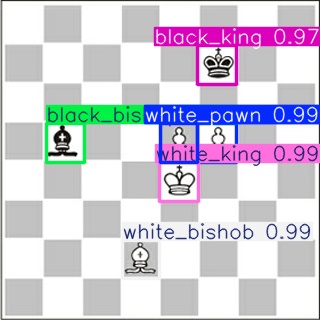 black_king 0.97
black_bis
white_pawn 0.99
white_king 0.99
white_bishob 0.99